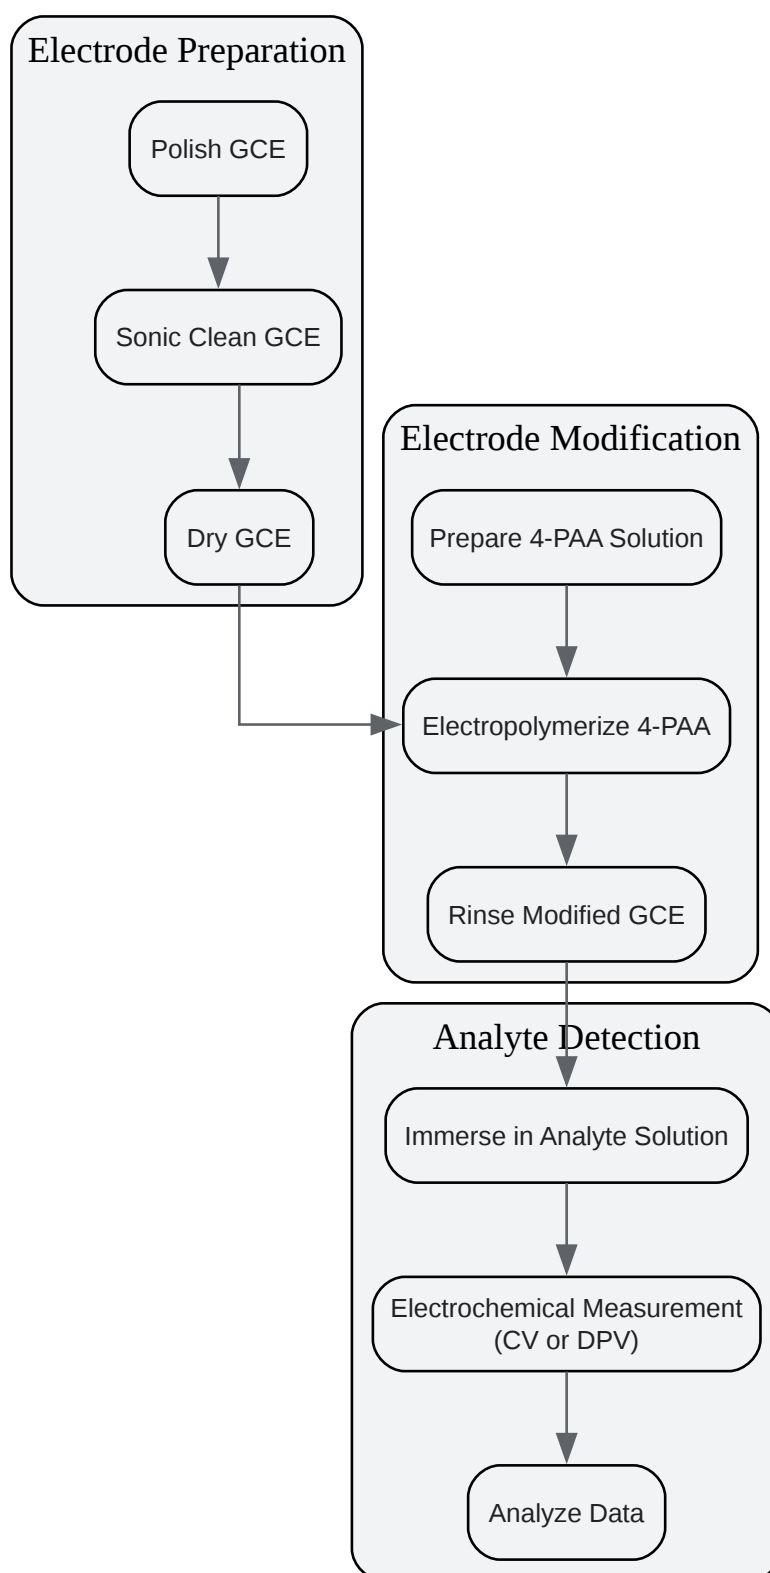 Electrode Preparation
Polish GCE
Sonic Clean GCE
Dry GCE
Electrode Modification
Prepare 4-PAA Solution
Electropolymerize 4-PAA
Rinse Modified GCE
Analyte Detection
Immerse in Analyte Solution
Electrochemical Measurement
(CV or DPV)
Analyze Data